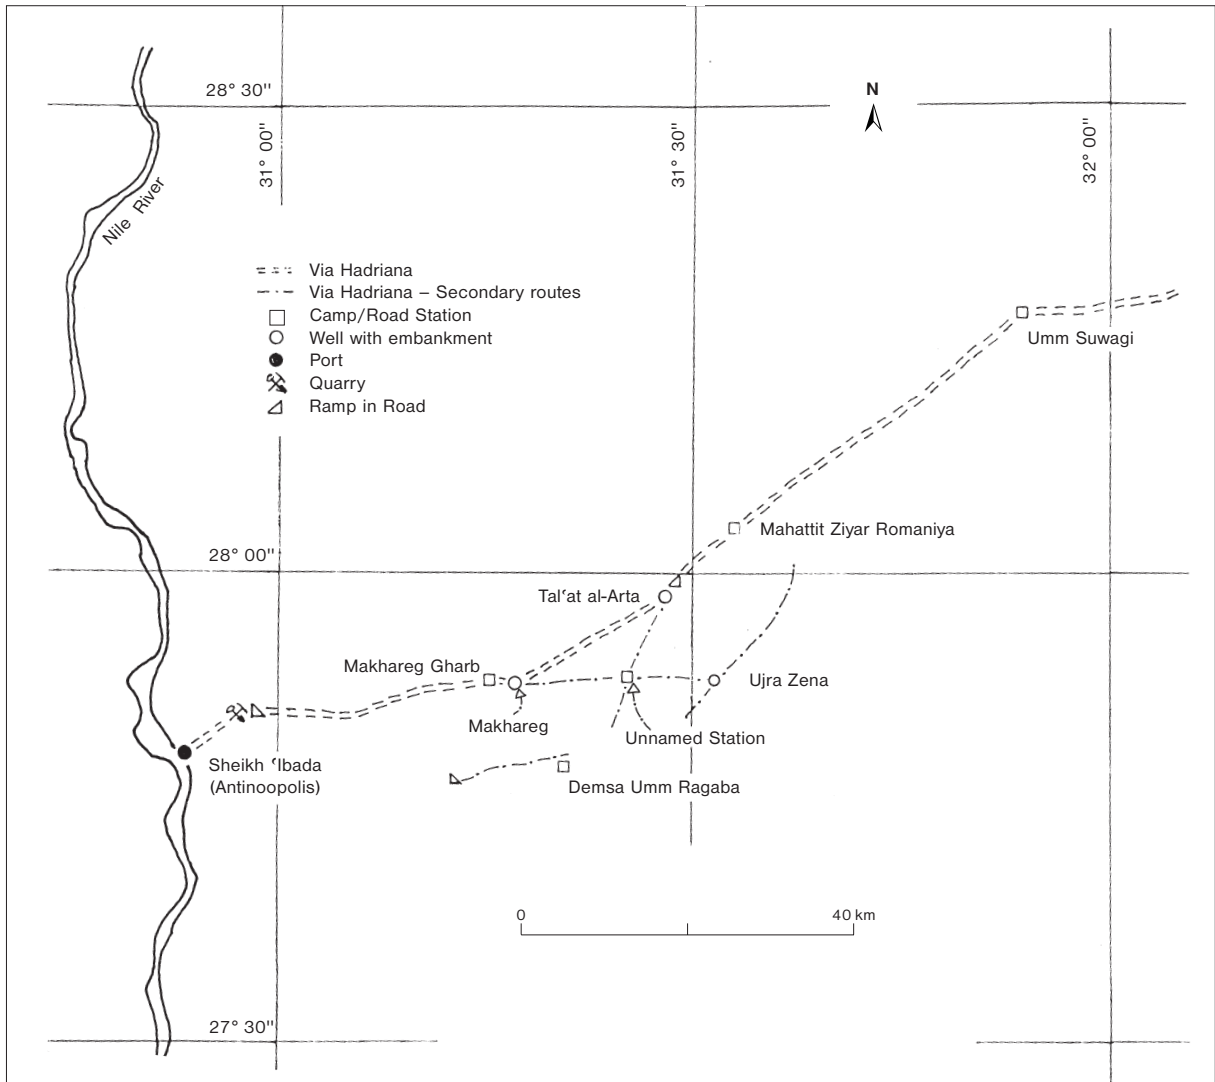 28° 30"
N
31° 00"
31° 30"
32° 00"
Nile River
Via Hadriana
Via Hadriana – Secondary routes
Camp/Road Station
Well with embankment
Port
Quarry
Ramp in Road
Umm Suwagi
Mahattit Ziyar Romaniya
28° 00"
Talʿat al-Arta
Makhareg Gharb
Ujra Zena
Makhareg
Unnamed Station
Sheikh ʿIbada
(Antinoopolis)
Demsa Umm Ragaba
0
40 km
27° 30"